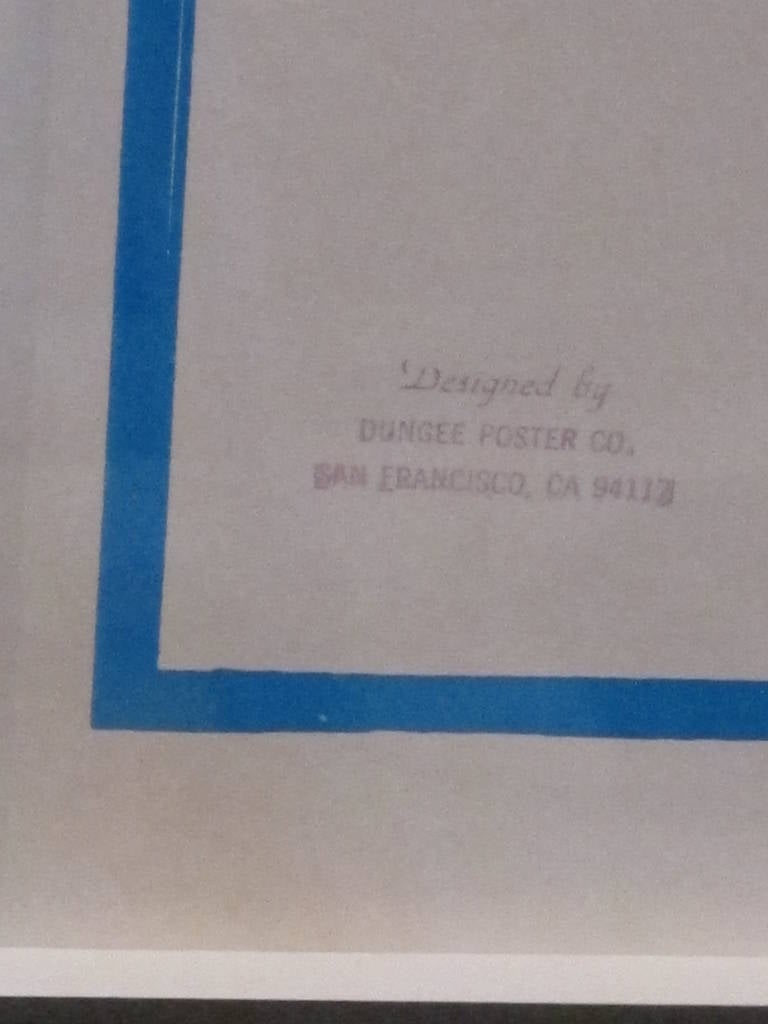 Designed by
DUNGEE POSTER CO.
SAN FRANCISCO, CA